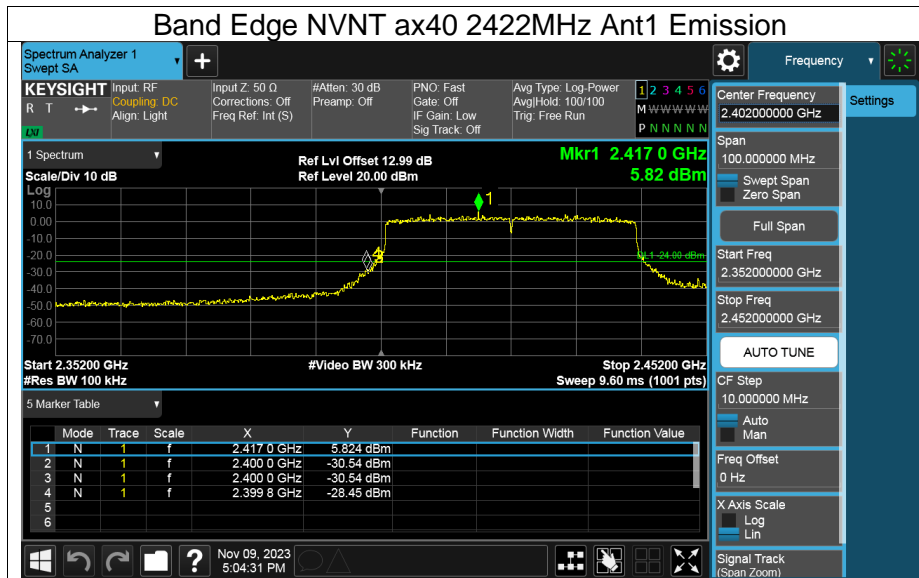 Band Edge NVNT ax40 2422MHz Ant1 Emission
Spectrum Analyzer 1
Swept SA
+
Frequency
KEYSIGHT
R T
LXI
Input: RF
Coupling: DC
Align: Light
Input Z: 50 Ω
Corrections: Off
Freq Ref: Int (S)
#Atten: 30 dB
Preamp: Off
PNO: Fast
Gate: Off
IF Gain: Low
Sig Track: Off
Avg Type: Log-Power
Avg|Hold: 100/100
Trig: Free Run
1 2 3 4 5 6
M W W W W W
P N N N N N
1 Spectrum
Scale/Div 10 dB
Ref Lvl Offset 12.99 dB
Ref Level 20.00 dBm
Mkr1 2.417 0 GHz
5.82 dBm
Log
10.0
0.00
-10.0
-20.0
-30.0
-40.0
-50.0
-60.0
-70.0
1
DL1 -24.00 dBm
Start 2.35200 GHz
#Video BW 300 kHz
Stop 2.45200 GHz
#Res BW 100 kHz
Sweep 9.60 ms (1001 pts)
5 Marker Table
Mode Trace Scale X Y Function Function Width Function Value
1 N 1 f 2.417 0 GHz 5.824 dBm
2 N 1 f 2.400 0 GHz -30.54 dBm
3 N 1 f 2.400 0 GHz -30.54 dBm
4 N 1 f 2.399 8 GHz -28.45 dBm
5
6
?
Nov 09, 2023
5:04:31 PM
Center Frequency
2.402000000 GHz
Settings
Span
100.000000 MHz
Swept Span
Zero Span
Full Span
Start Freq
2.352000000 GHz
Stop Freq
2.452000000 GHz
AUTO TUNE
CF Step
10.000000 MHz
Auto
Man
Freq Offset
0 Hz
X Axis Scale
Log
Lin
Signal Track
(Span Zoom)